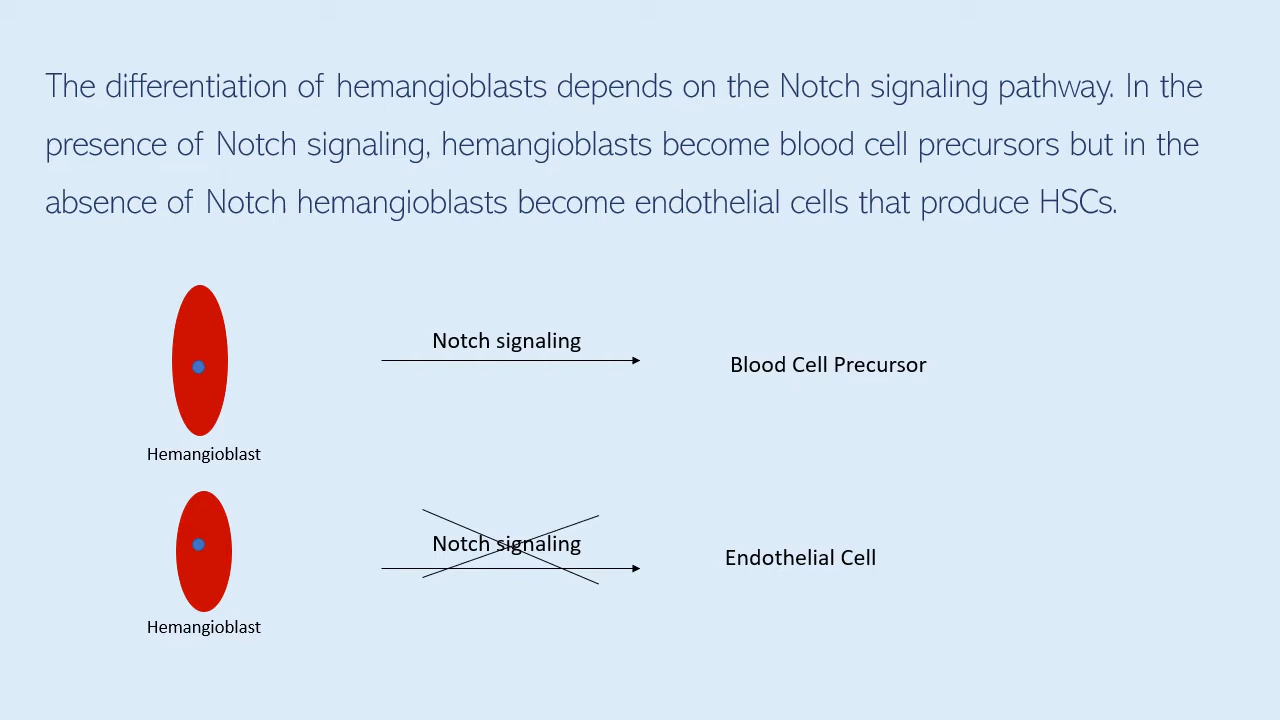 The differentiation of hemangioblasts depends on the Notch signaling pathway. In the
presence of Notch signaling, hemangioblasts become blood cell precursors but in the
absence of Notch hemangioblasts become endothelial cells that produce HSCs.
Notch signaling
Blood Cell Precursor
Hemangioblast
Notch signaling
Endothelial Cell
Hemangioblast